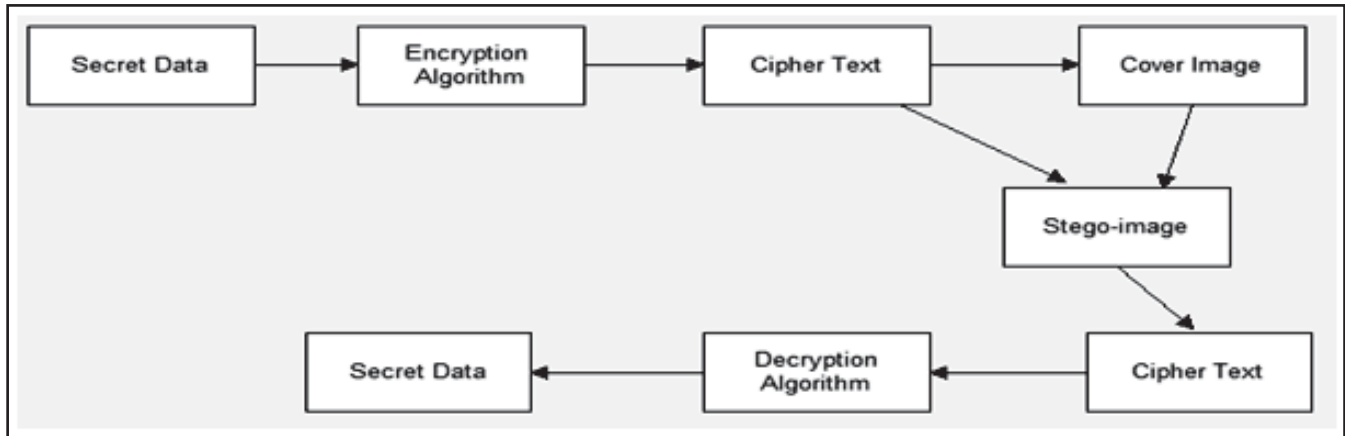 Secret Data
Encryption
Algorithm
Cipher Text
Cover Image
Stego-image
Secret Data
Decryption
Algorithm
Cipher Text